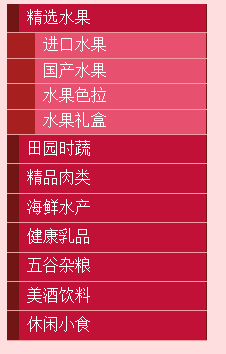 精选水果
进口水果
国产水果
水果色拉
水果礼盒
田园时蔬
精品肉类
海鲜水产
健康乳品
五谷杂粮
美酒饮料
休闲小食